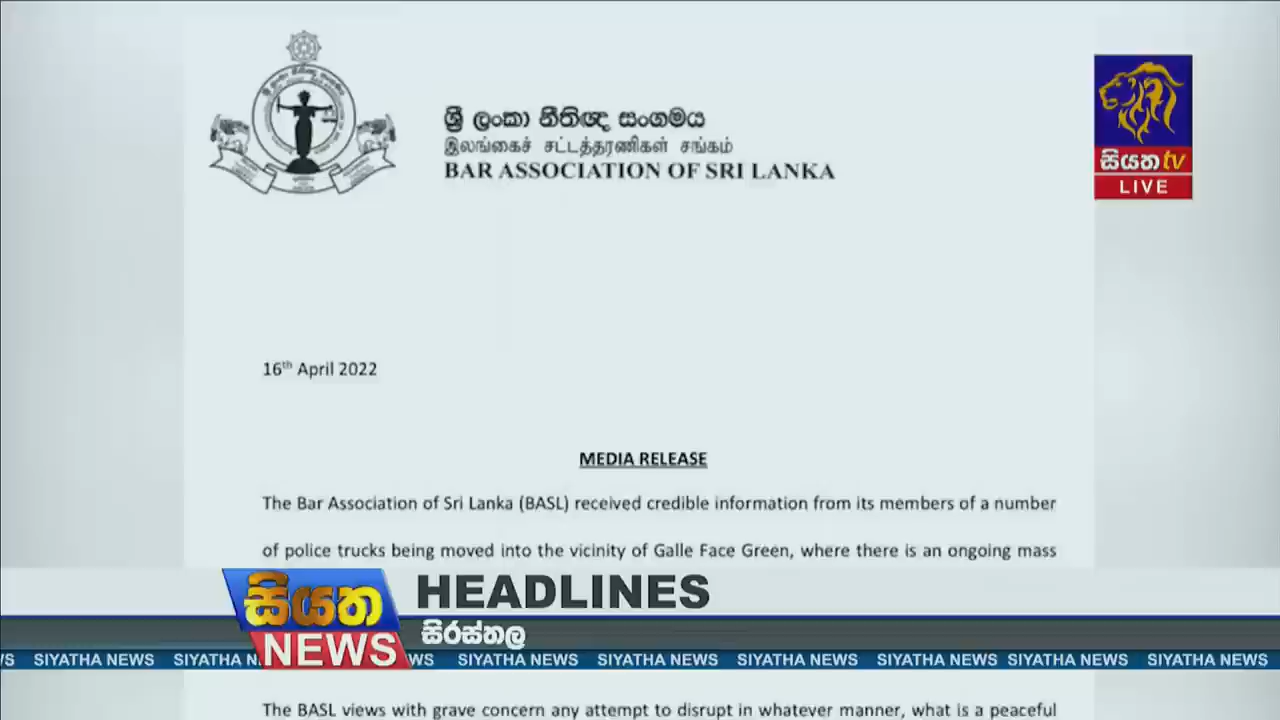 ශ්‍රී ලංකා නීතිඥ සංගමය
இலங்கைச் சட்டத்தரணிகள் சங்கம்
BAR ASSOCIATION OF SRI LANKA
සියත tv
LIVE
16th April 2022
MEDIA RELEASE
The Bar Association of Sri Lanka (BASL) received credible information from its members of a number
of police trucks being moved into the vicinity of Galle Face Green, where there is an ongoing mass
සියත
NEWS
HEADLINES
සිරස්තල
SIYATHA NEWS SIYATHA NEWS SIYATHA NEWS SIYATHA NEWS SIYATHA NEWS SIYATHA NEWS SIYATHA NEWS
The BASL views with grave concern any attempt to disrupt in whatever manner, what is a peaceful